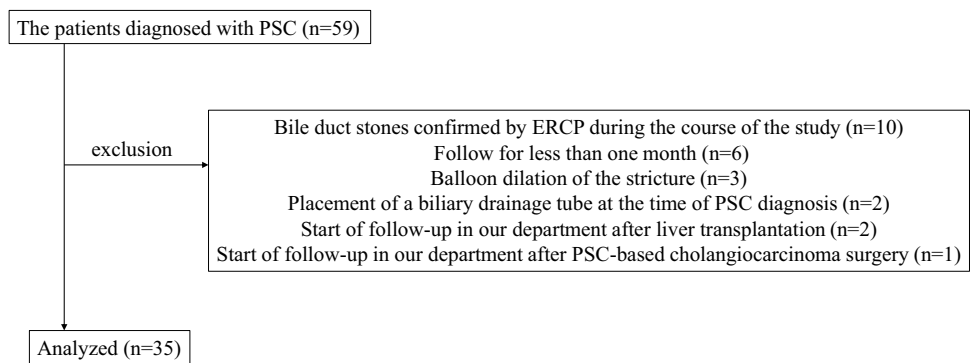 The patients diagnosed with PSC (n=59)
exclusion
Bile duct stones confirmed by ERCP during the course of the study (n=10)
Follow for less than one month (n=6)
Balloon dilation of the stricture (n=3)
Placement of a biliary drainage tube at the time of PSC diagnosis (n=2)
Start of follow-up in our department after liver transplantation (n=2)
Start of follow-up in our department after PSC-based cholangiocarcinoma surgery (n=1)
Analyzed (n=35)